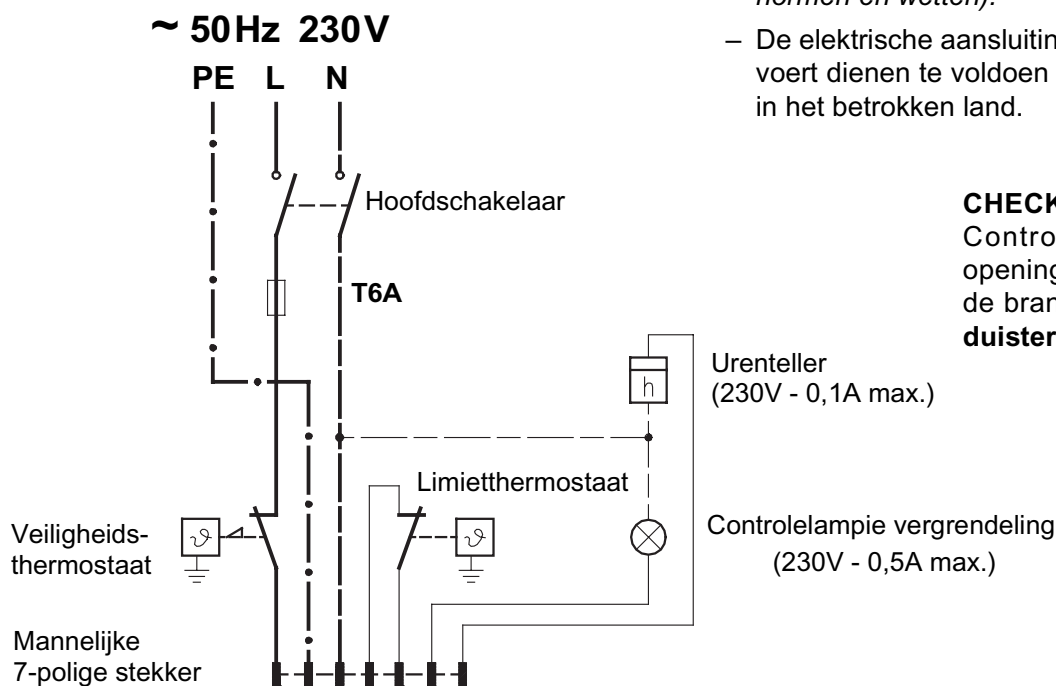 normen en wetten).
– De elektrische aansluitin
voert dienen te voldoen
in het betrokken land.
CHECK
Contro
opening
de bran
duister
~ 50Hz 230V
PE L N
Hoofdschakelaar
T6A
Urenteller
(230V - 0,1A max.)
h
Limietthermostaat
Veiligheids-
thermostaat
ϑ
ϑ
Controlelampje vergrendeling
(230V - 0,5A max.)
Mannelijke
7-polige stekker